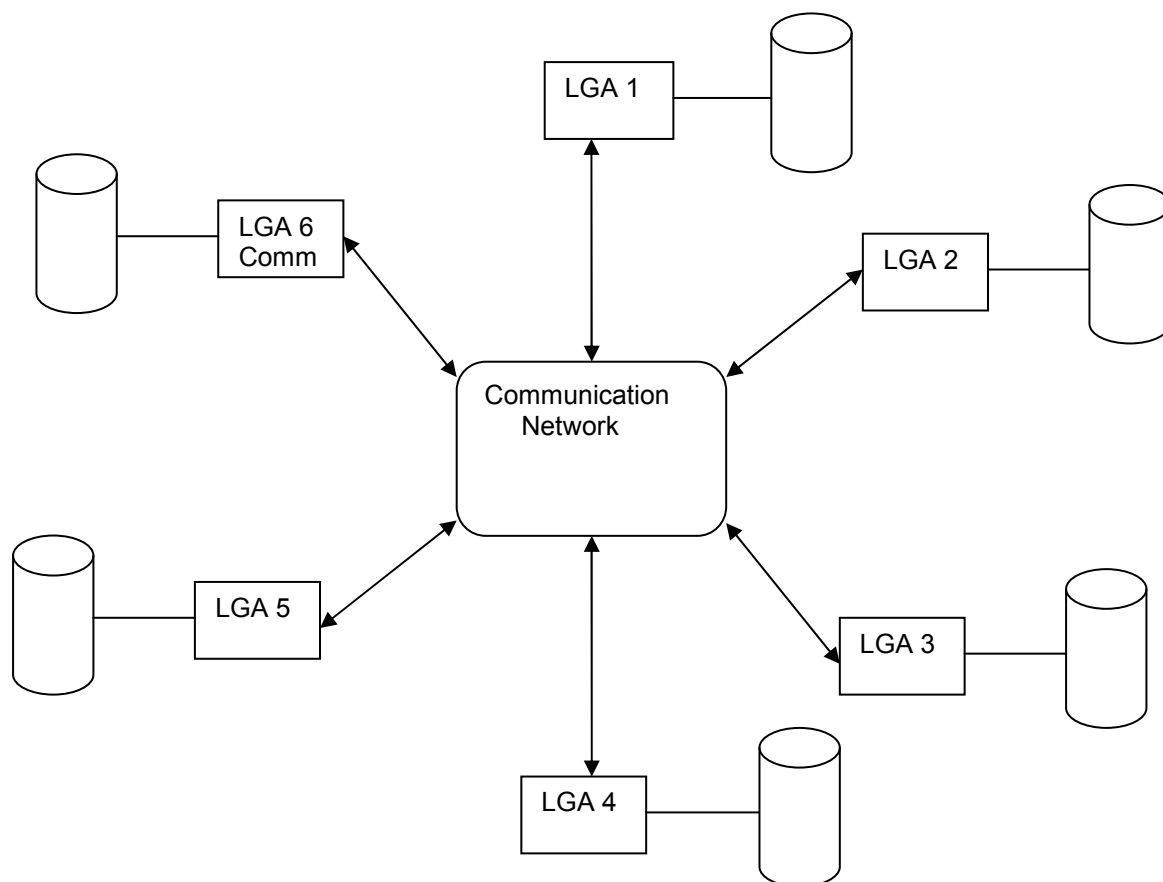 LGA 1
LGA 6
Comm
LGA 2
Communication
Network
LGA 5
LGA 3
LGA 4